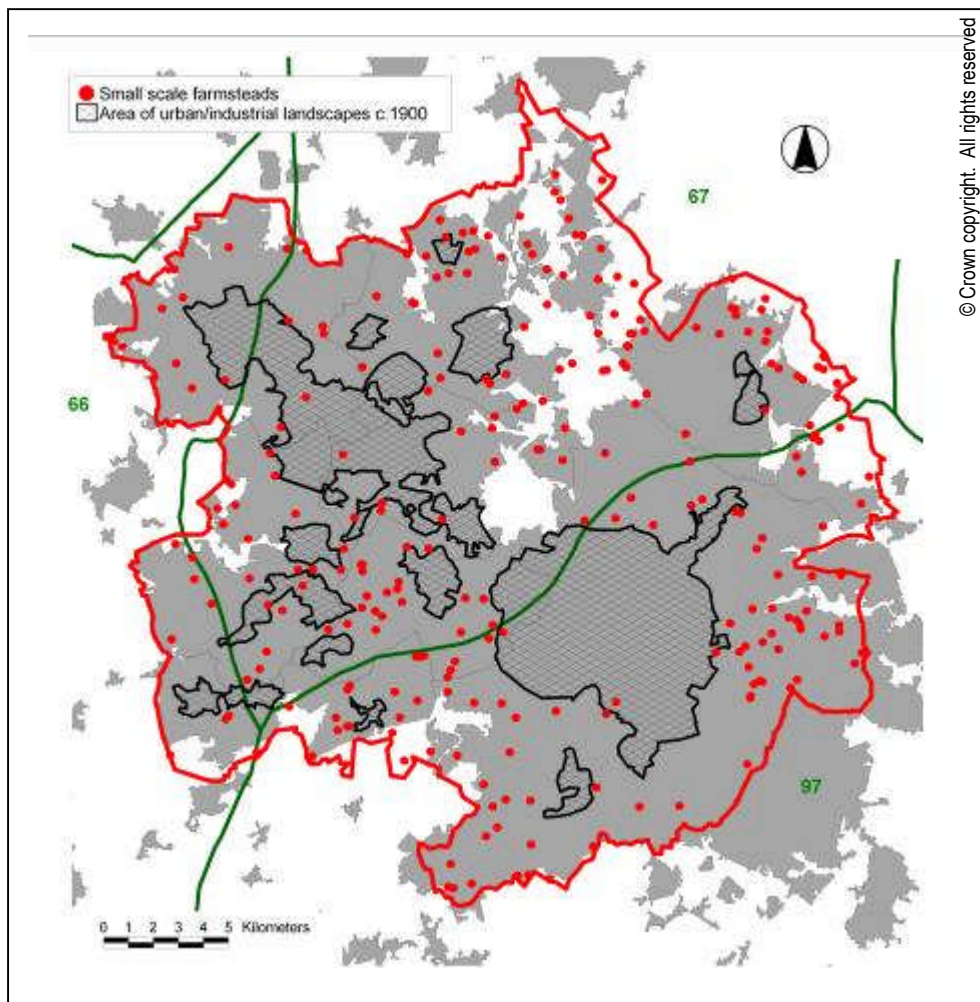 © Crown copyright. All rights reserved
Small scale farmsteads
Area of urban/industrial landscapes c.1900
67
66
97
0 1 2 3 4 5 Kilometers